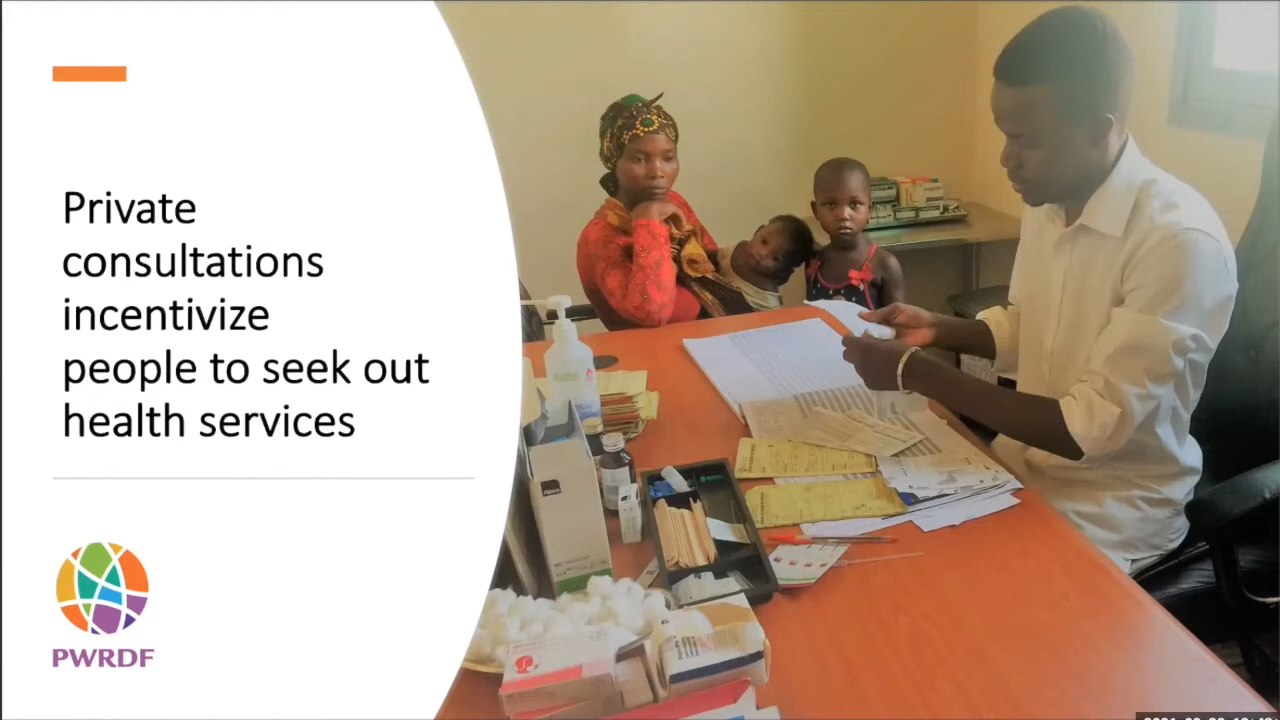 Private
consultations
incentivize
people to seek out
health services
PWRDF